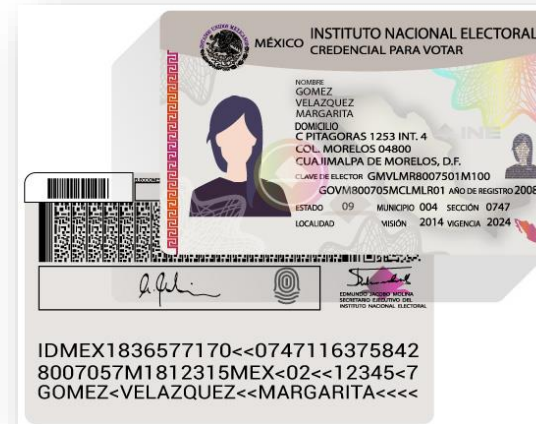 MÉXICO
INSTITUTO NACIONAL ELECTORAL
CREDENCIAL PARA VOTAR
NOMBRE
GOMEZ
VELAZQUEZ
MARGARITA
DOMICILIO
C PITAGORAS 1253 INT. 4
COL. MORELOS 04800
CUAJIMALPA DE MORELOS, D.F.
CLAVE DE ELECTOR GMVLMR8007501M100
GOVM800705MCLMLR01 AÑO DE REGISTRO 2008
ESTADO 09 MUNICIPIO 004 SECCIÓN 0747
LOCALIDAD MISIÓN 2014 VIGENCIA 2024
INE
EDMUNDO JACOBO MOLINA
SECRETARIO EJECUTIVO DEL
INSTITUTO NACIONAL ELECTORAL
IDMEX1836577170<<0747116375842
8007057M1812315MEX<02<<12345<7
GOMEZ<VELAZQUEZ<<MARGARITA<<<<